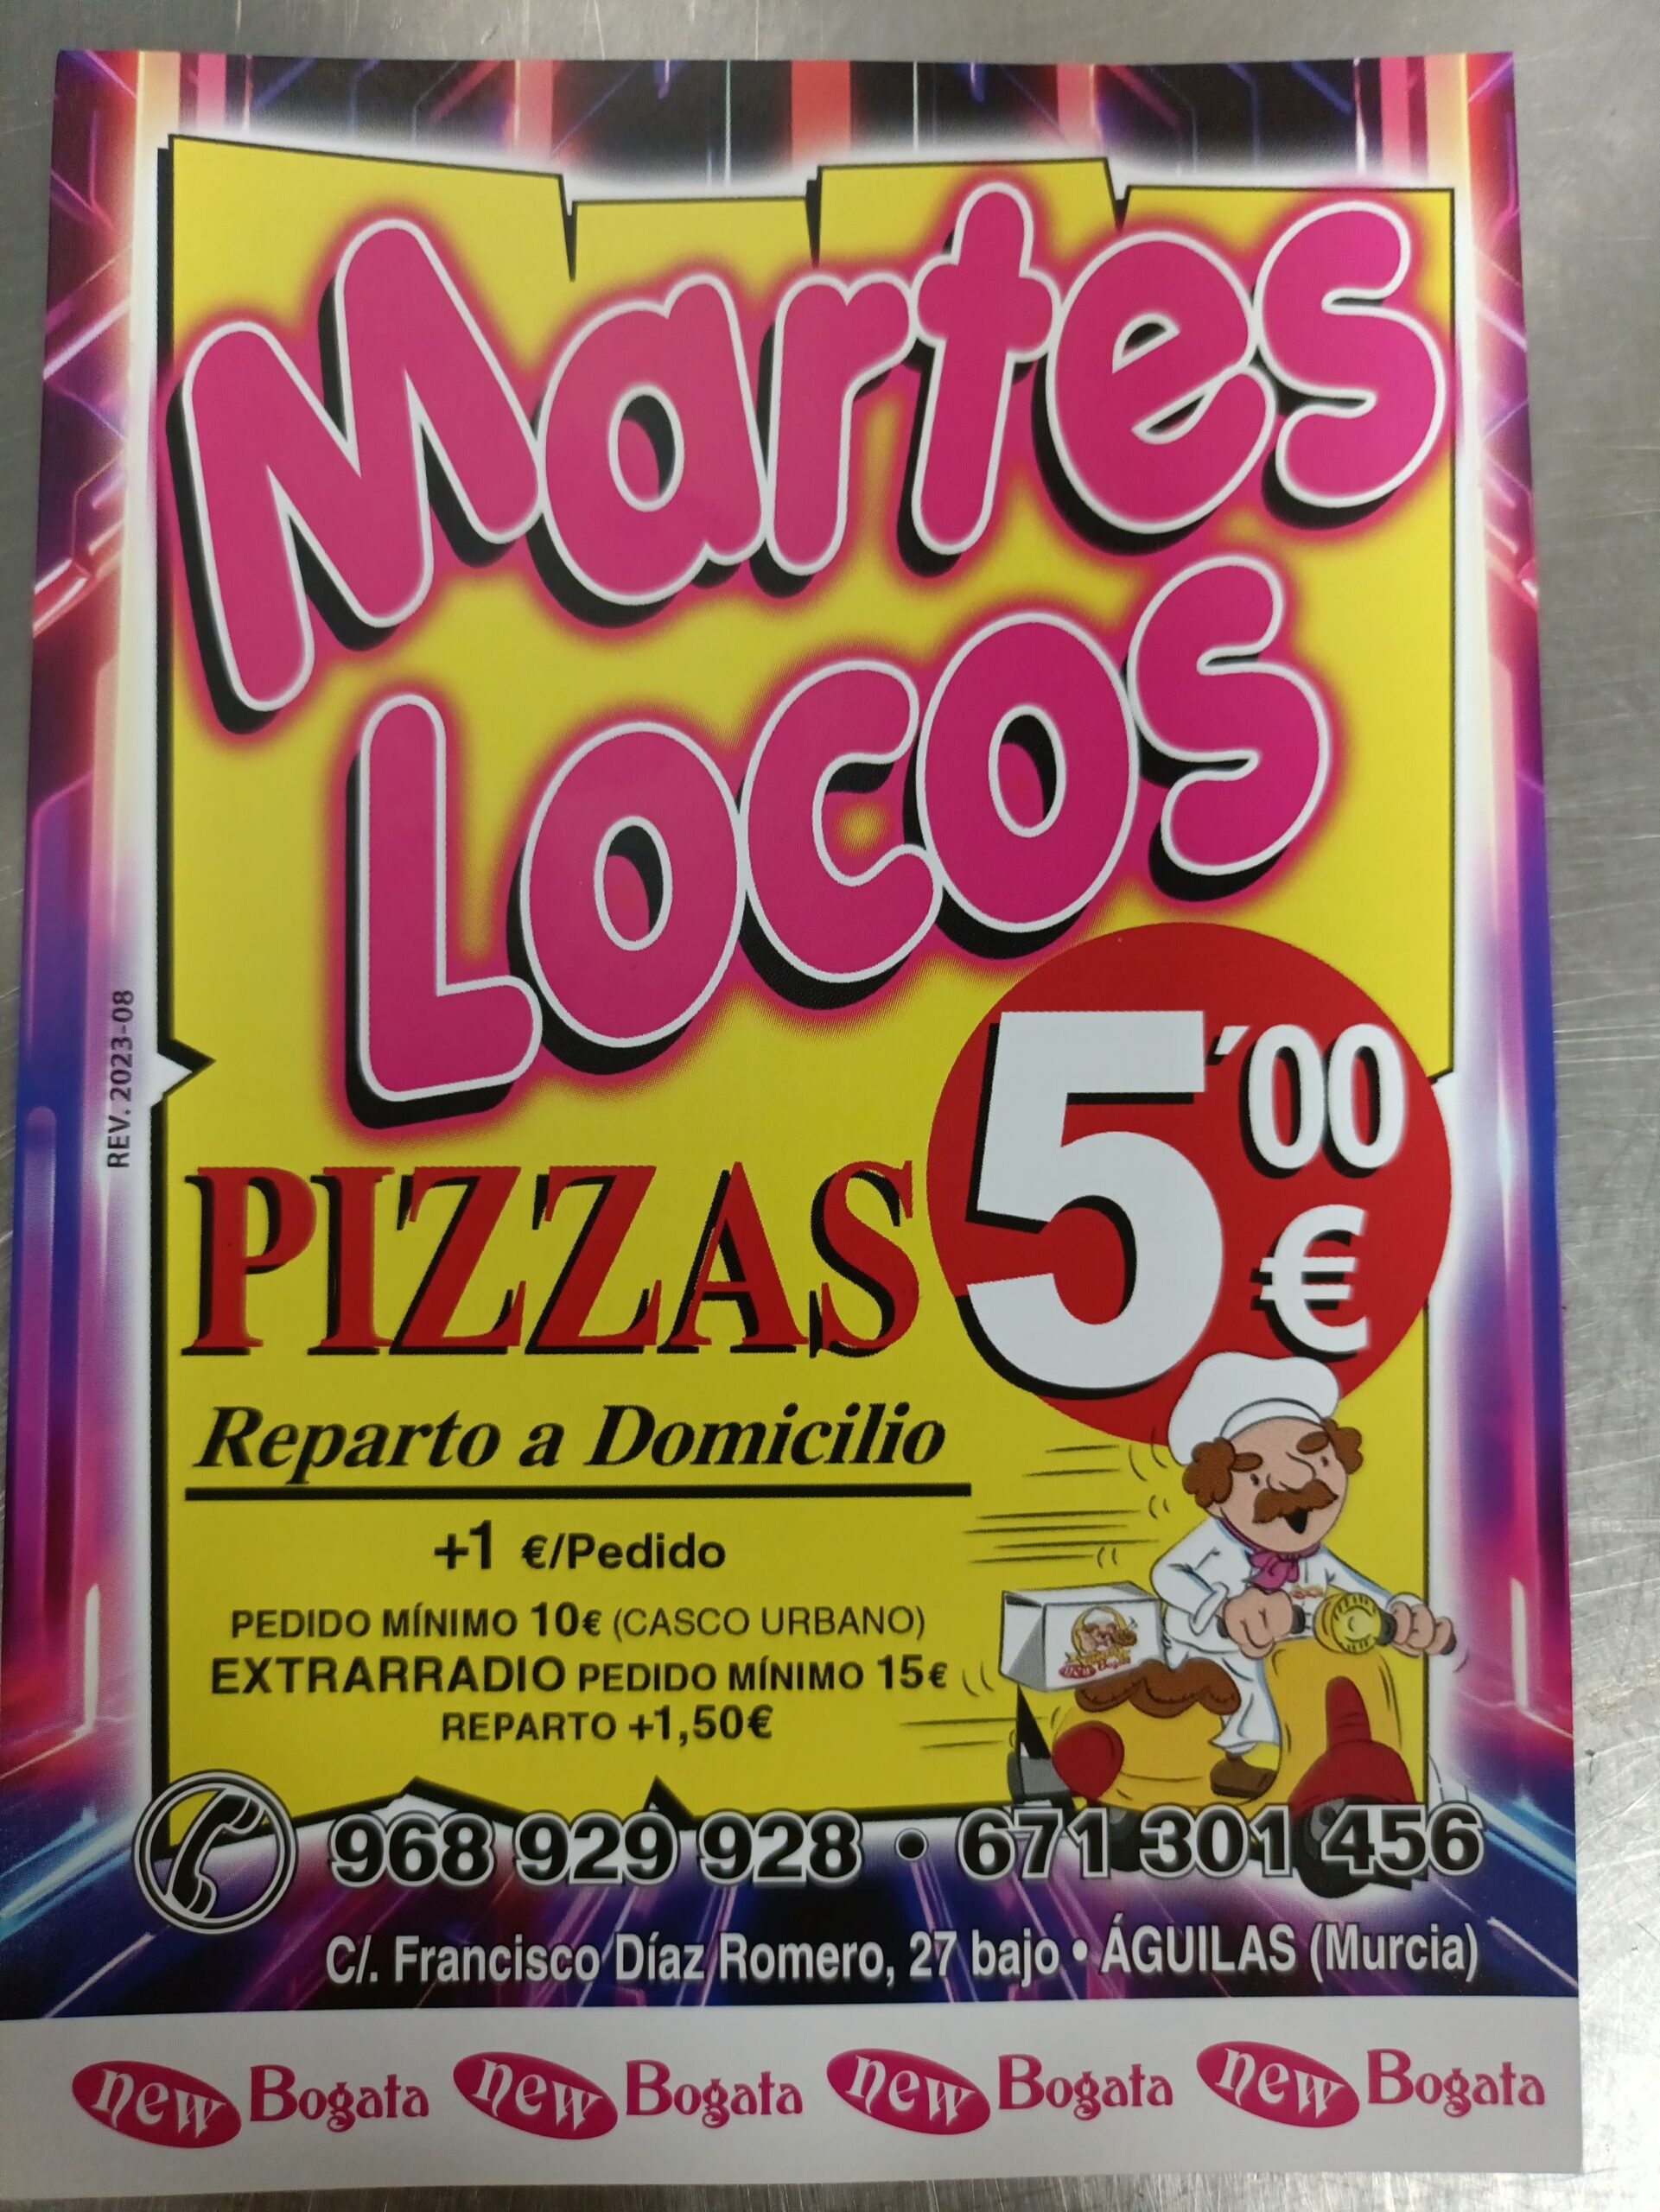 Martes
Locos
5'00
€
PIZZAS
REV. 2023-08
Reparto a Domicilio
+1 €/Pedido
PEDIDO MÍNIMO 10€ (CASCO URBANO)
EXTRARRADIO PEDIDO MÍNIMO 15€
REPARTO +1,50€
968 929 928 • 671 301 456
C/. Francisco Díaz Romero, 27 bajo • ÁGUILAS (Murcia)
new Bogata new Bogata new Bogata new Bogata